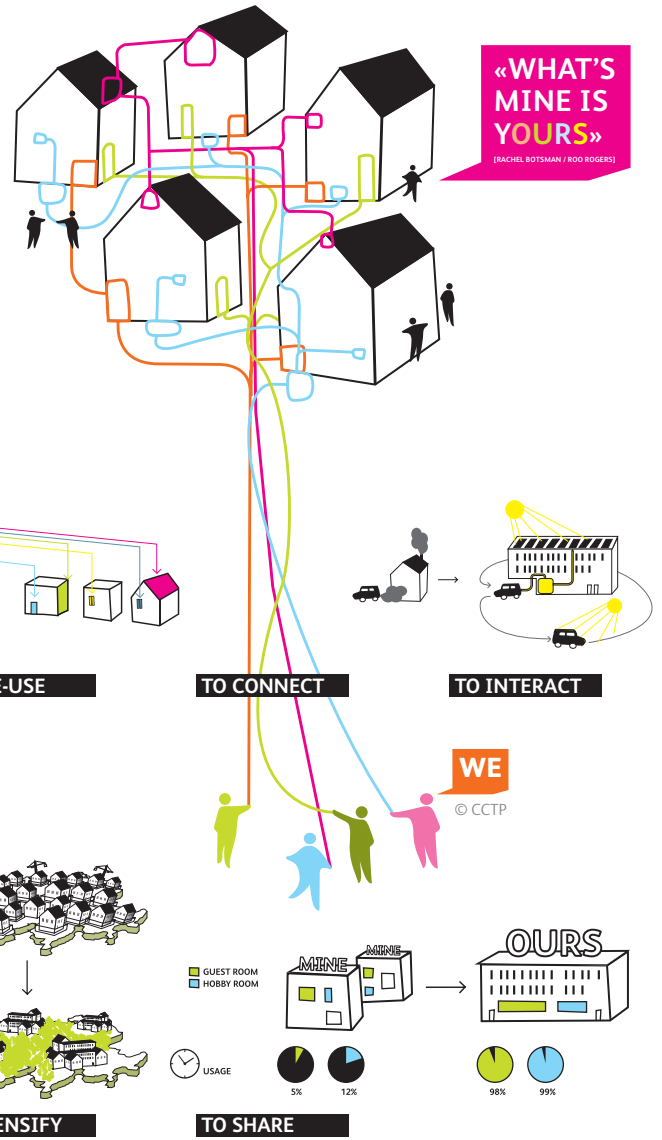 «WHAT'S
MINE IS
YOURS»
[RACHEL BOTSMAN / ROO ROGERS]
E-USE
TO CONNECT
TO INTERACT
WE
© CCTP
MINE
MINE
OURS
GUEST ROOM
HOBBY ROOM
USAGE
5%
12%
98%
99%
ENSIFY
TO SHARE